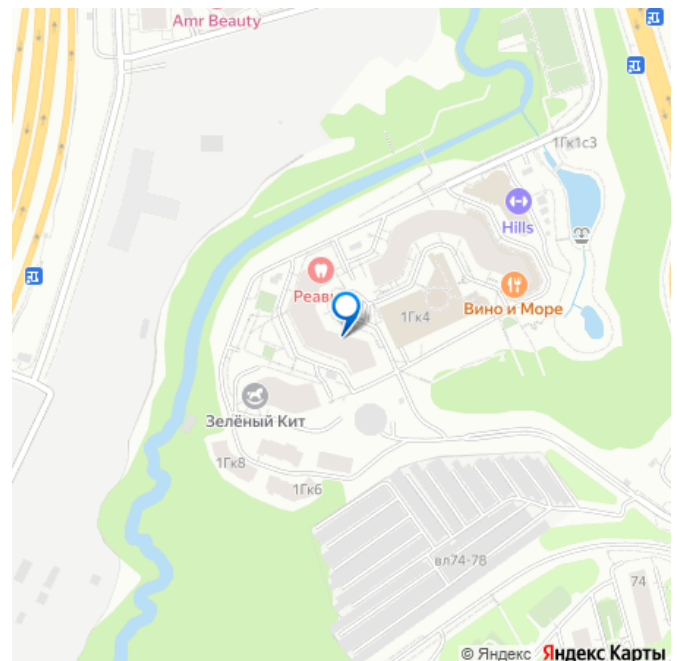 Amr Beauty
1Гк1с3
Hills
Реави
Вино и Море
1Гк4
Зелёный Кит
1Гк8
1Гк6
вл74-78
74
© Яндекс Яндекс Карты